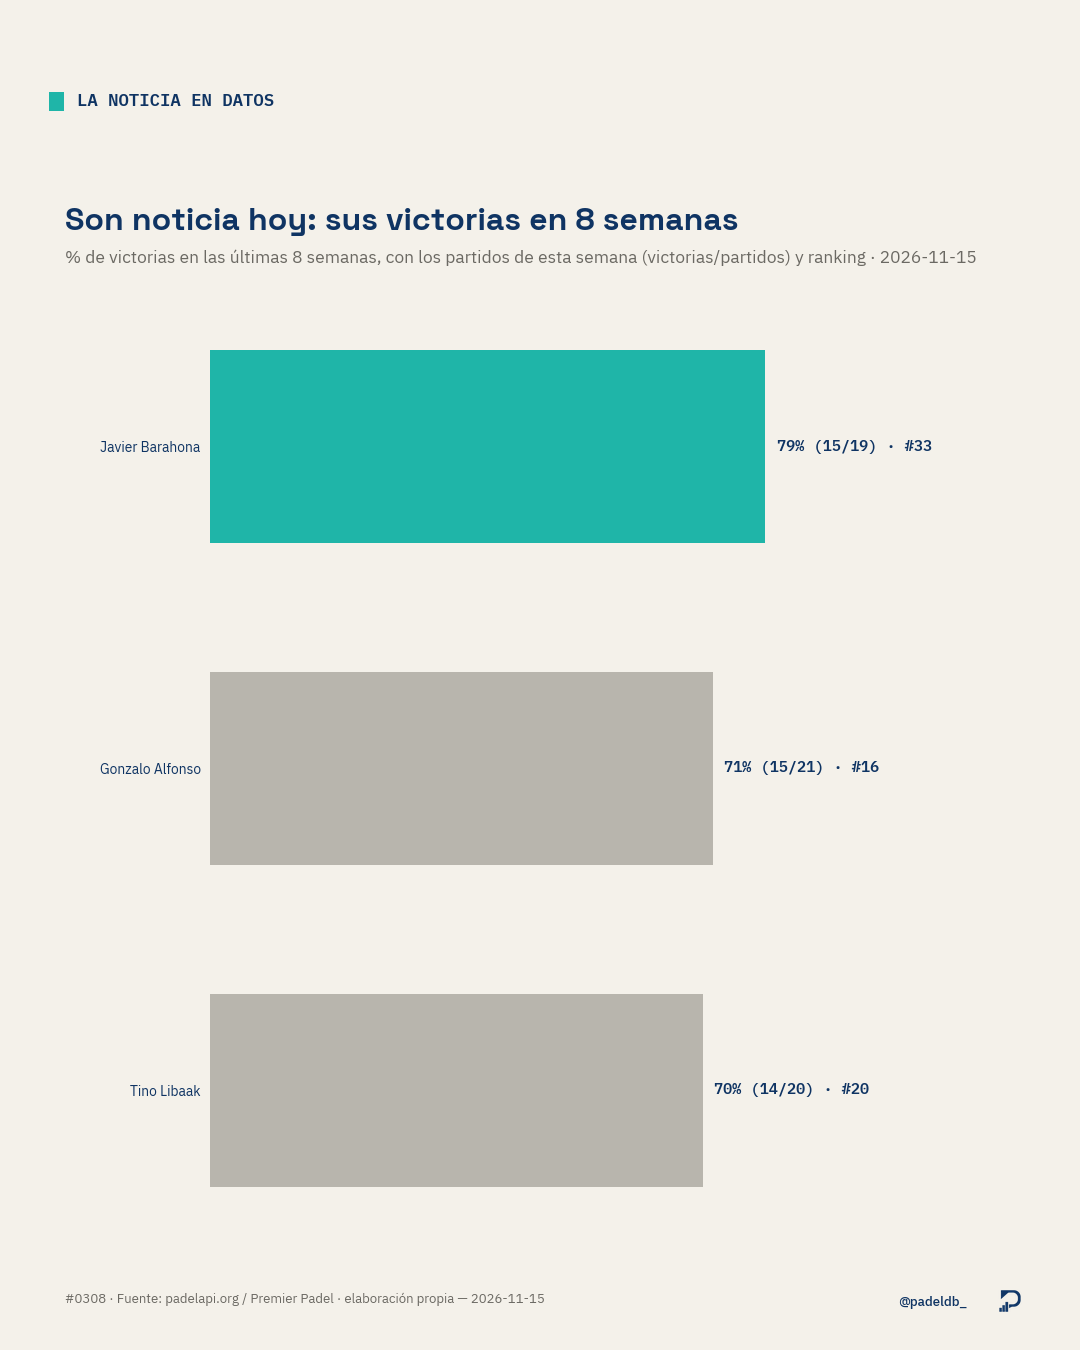 LA NOTICIA EN DATOS
Son noticia hoy: sus victorias en 8 semanas
% de victorias en las últimas 8 semanas, con los partidos de esta semana (victorias/partidos) y ranking · 2026-11-15
Javier Barahona 79% (15/19) · #33
Gonzalo Alfonso 71% (15/21) · #16
Tino Libaak 70% (14/20) · #20
#0308 · Fuente: padelapi.org / Premier Padel · elaboración propia — 2026-11-15
@padeldb_